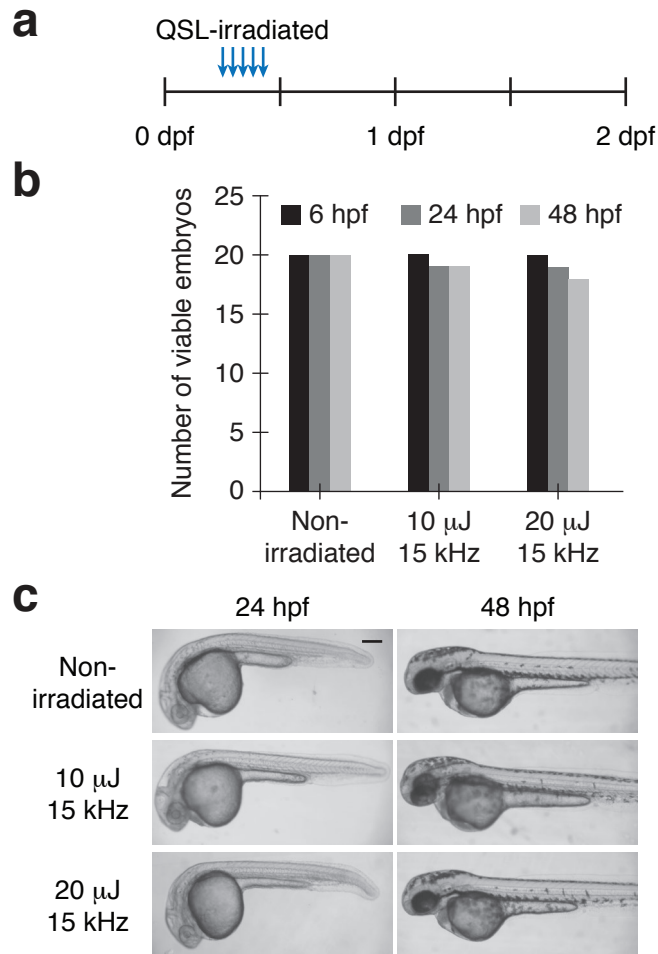 a
QSL-irradiated
0 dpf
1 dpf
2 dpf
b
Number of viable embryos
25
20
15
10
5
0
6 hpf
24 hpf
48 hpf
Non-
irradiated
10 μJ
15 kHz
20 μJ
15 kHz
c
24 hpf
48 hpf
Non-
irradiated
10 μJ
15 kHz
20 μJ
15 kHz